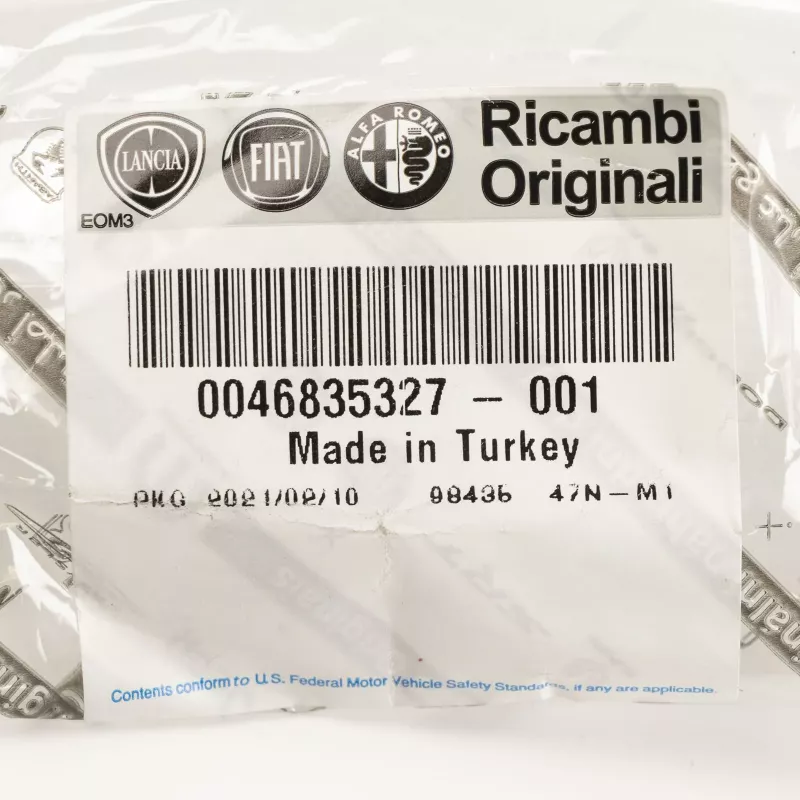 LANCIA
FIAT
ALFA ROMEO
Ricambi
Originali
EOM3
0046835327 - 001
Made in Turkey
PKG 2021/02/10 98435 47N-M1
Contents conform to U.S. Federal Motor Vehicle Safety Standards, if any are applicable.